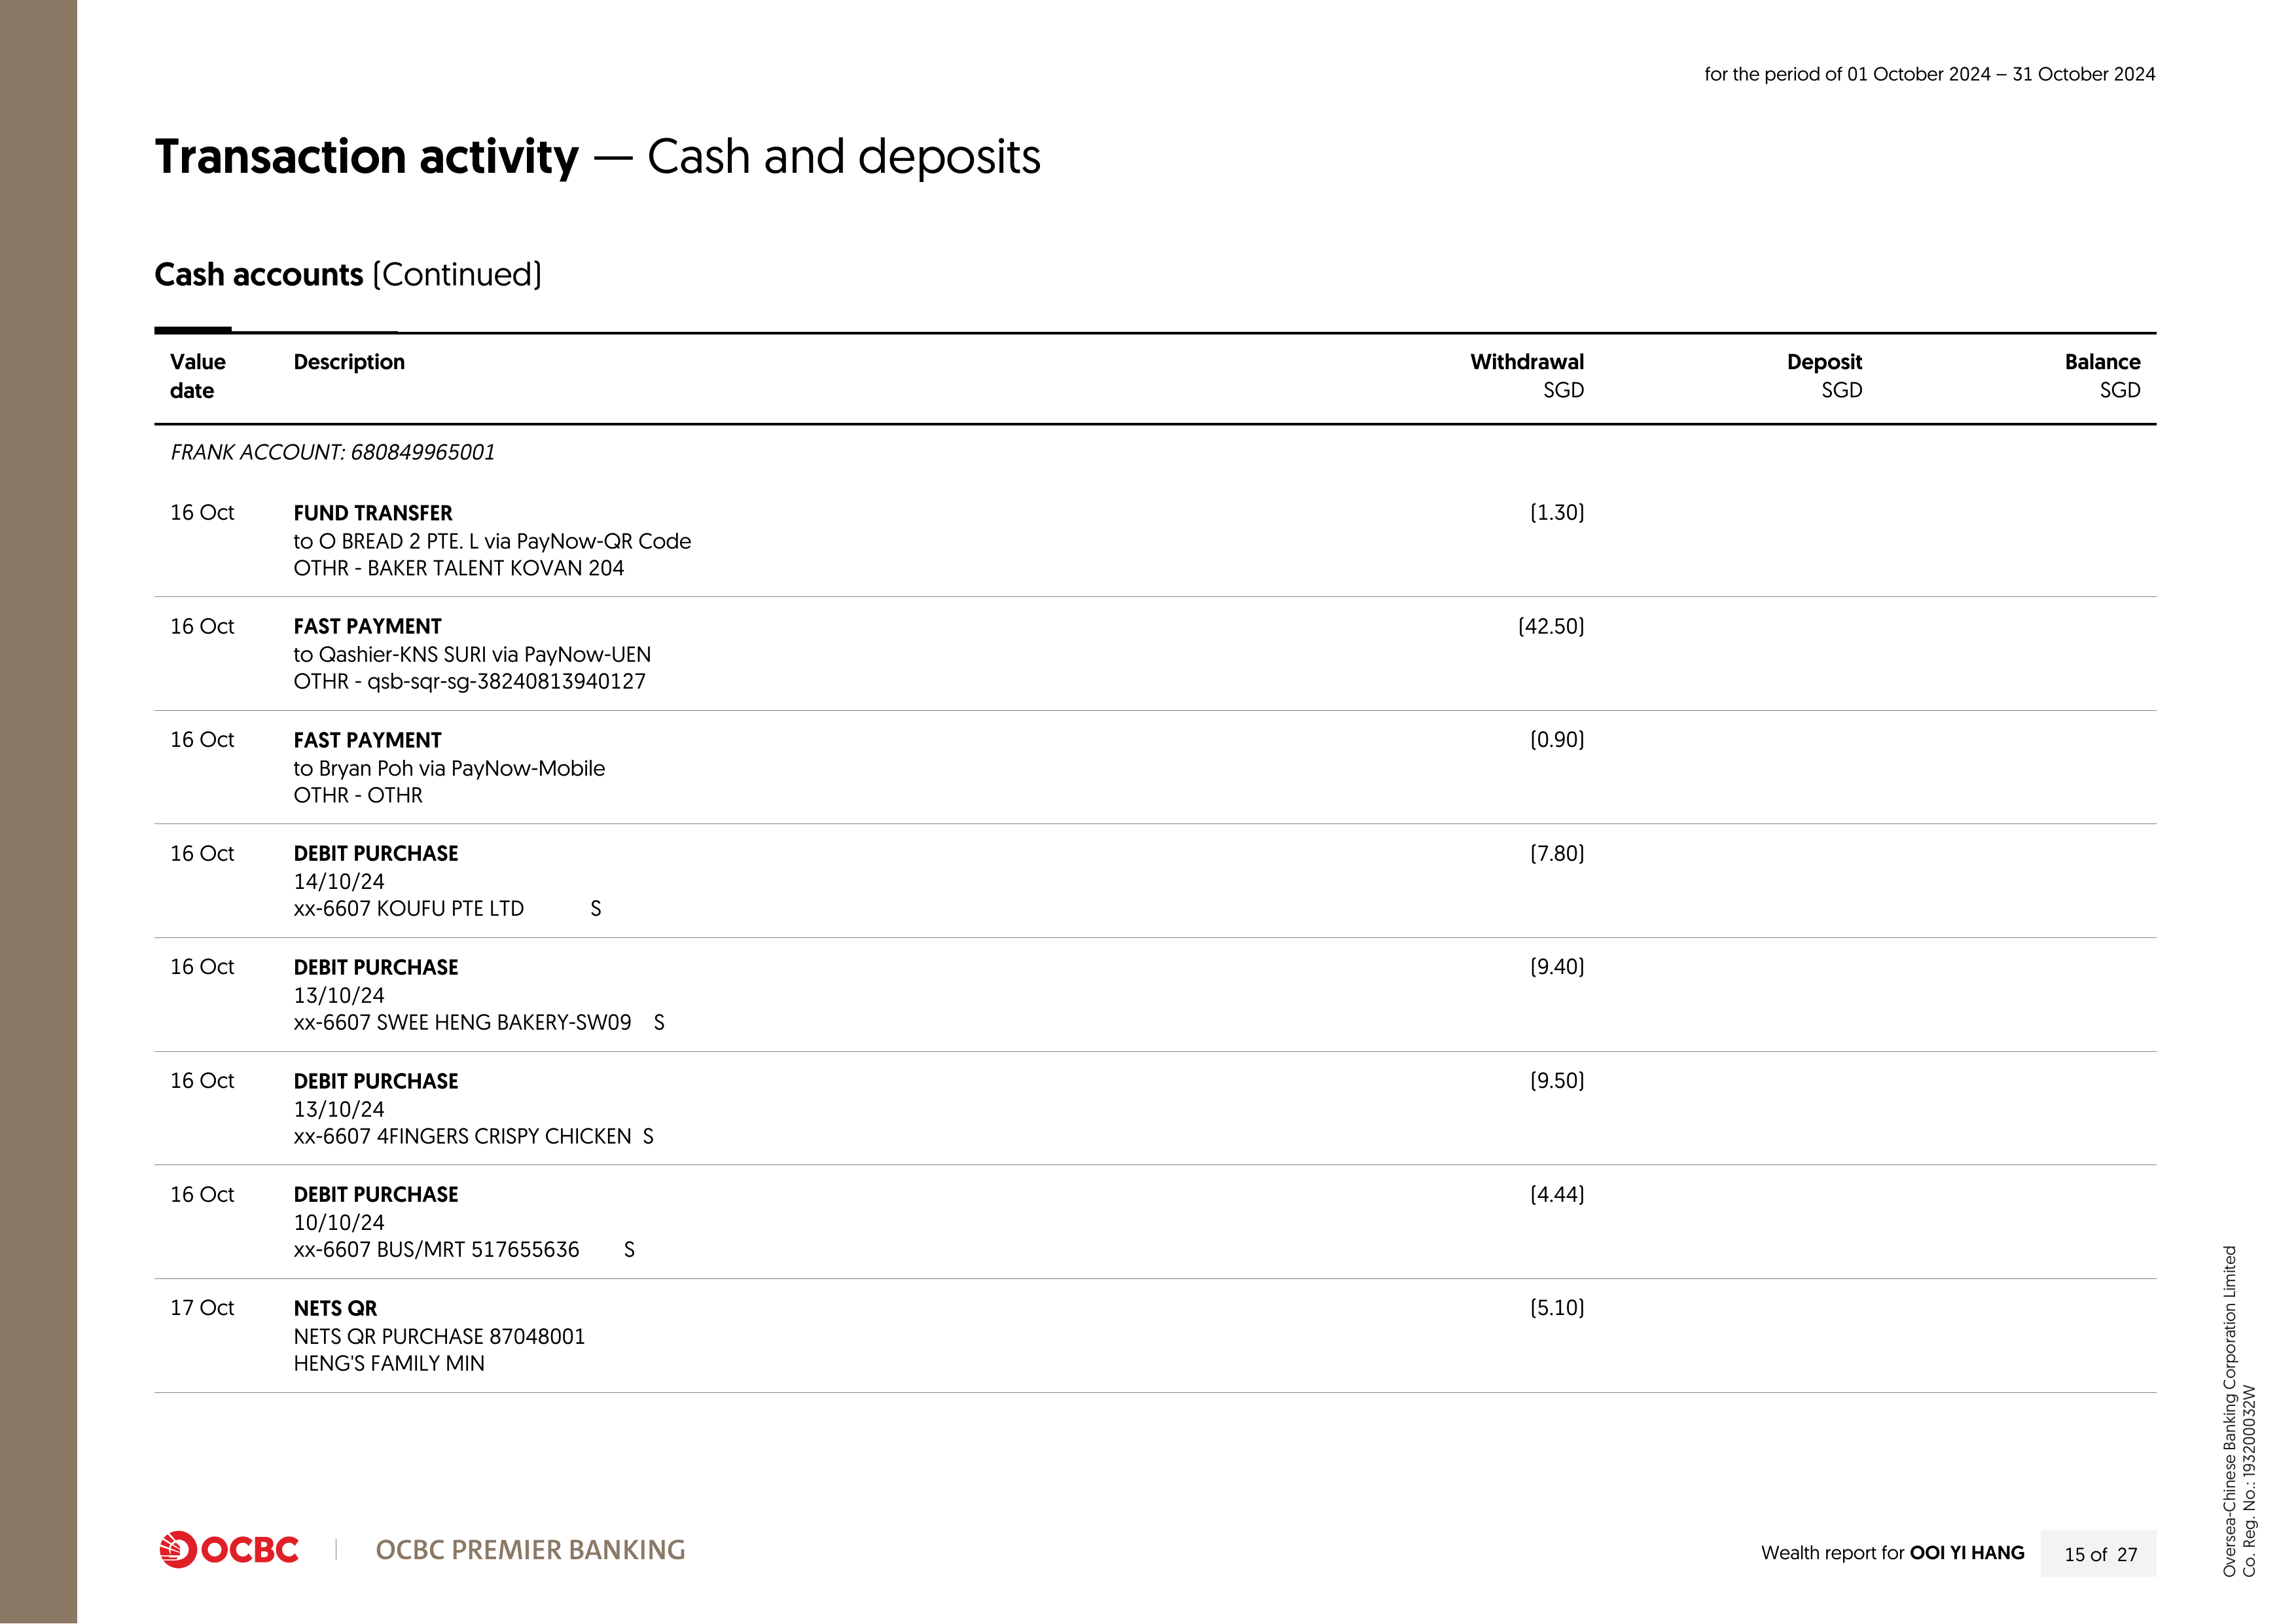 for the period of 01 October 2024 – 31 October 2024
Transaction activity — Cash and deposits
Cash accounts (Continued)
Value date Description Withdrawal SGD Deposit SGD Balance SGD
FRANK ACCOUNT: 680849965001
16 Oct FUND TRANSFER (1.30)
to O BREAD 2 PTE. L via PayNow-QR Code
OTHR - BAKER TALENT KOVAN 204
16 Oct FAST PAYMENT (42.50)
to Qashier-KNS SURI via PayNow-UEN
OTHR - qsb-sqr-sg-38240813940127
16 Oct FAST PAYMENT (0.90)
to Bryan Poh via PayNow-Mobile
OTHR - OTHR
16 Oct DEBIT PURCHASE (7.80)
14/10/24
xx-6607 KOUFU PTE LTD S
16 Oct DEBIT PURCHASE (9.40)
13/10/24
xx-6607 SWEE HENG BAKERY-SW09 S
16 Oct DEBIT PURCHASE (9.50)
13/10/24
xx-6607 4FINGERS CRISPY CHICKEN S
16 Oct DEBIT PURCHASE (4.44)
10/10/24
xx-6607 BUS/MRT 517655636 S
17 Oct NETS QR (5.10)
NETS QR PURCHASE 87048001
HENG'S FAMILY MIN
OCBC | OCBC PREMIER BANKING
Wealth report for OOI YI HANG 15 of 27
Oversea-Chinese Banking Corporation Limited
Co. Reg. No.: 193200032W